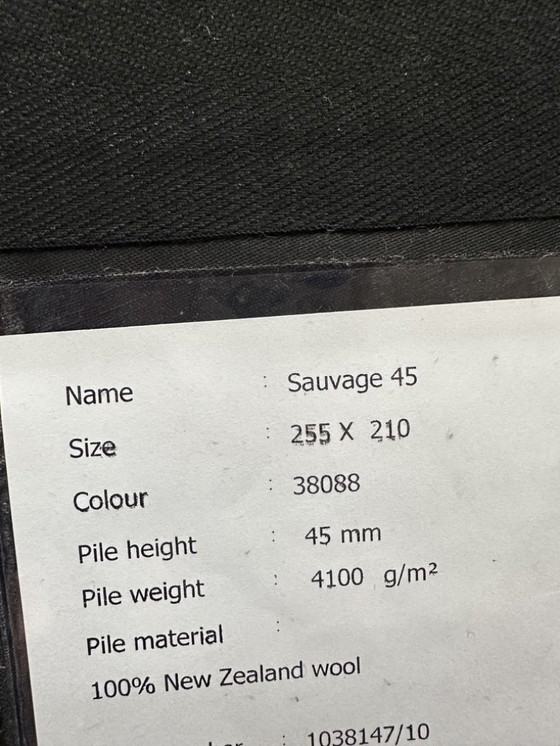 Name : Sauvage 45
Size : 255 X 210
Colour : 38088
Pile height : 45 mm
Pile weight : 4100 g/m²
Pile material :
100% New Zealand wool
: 1038147/10